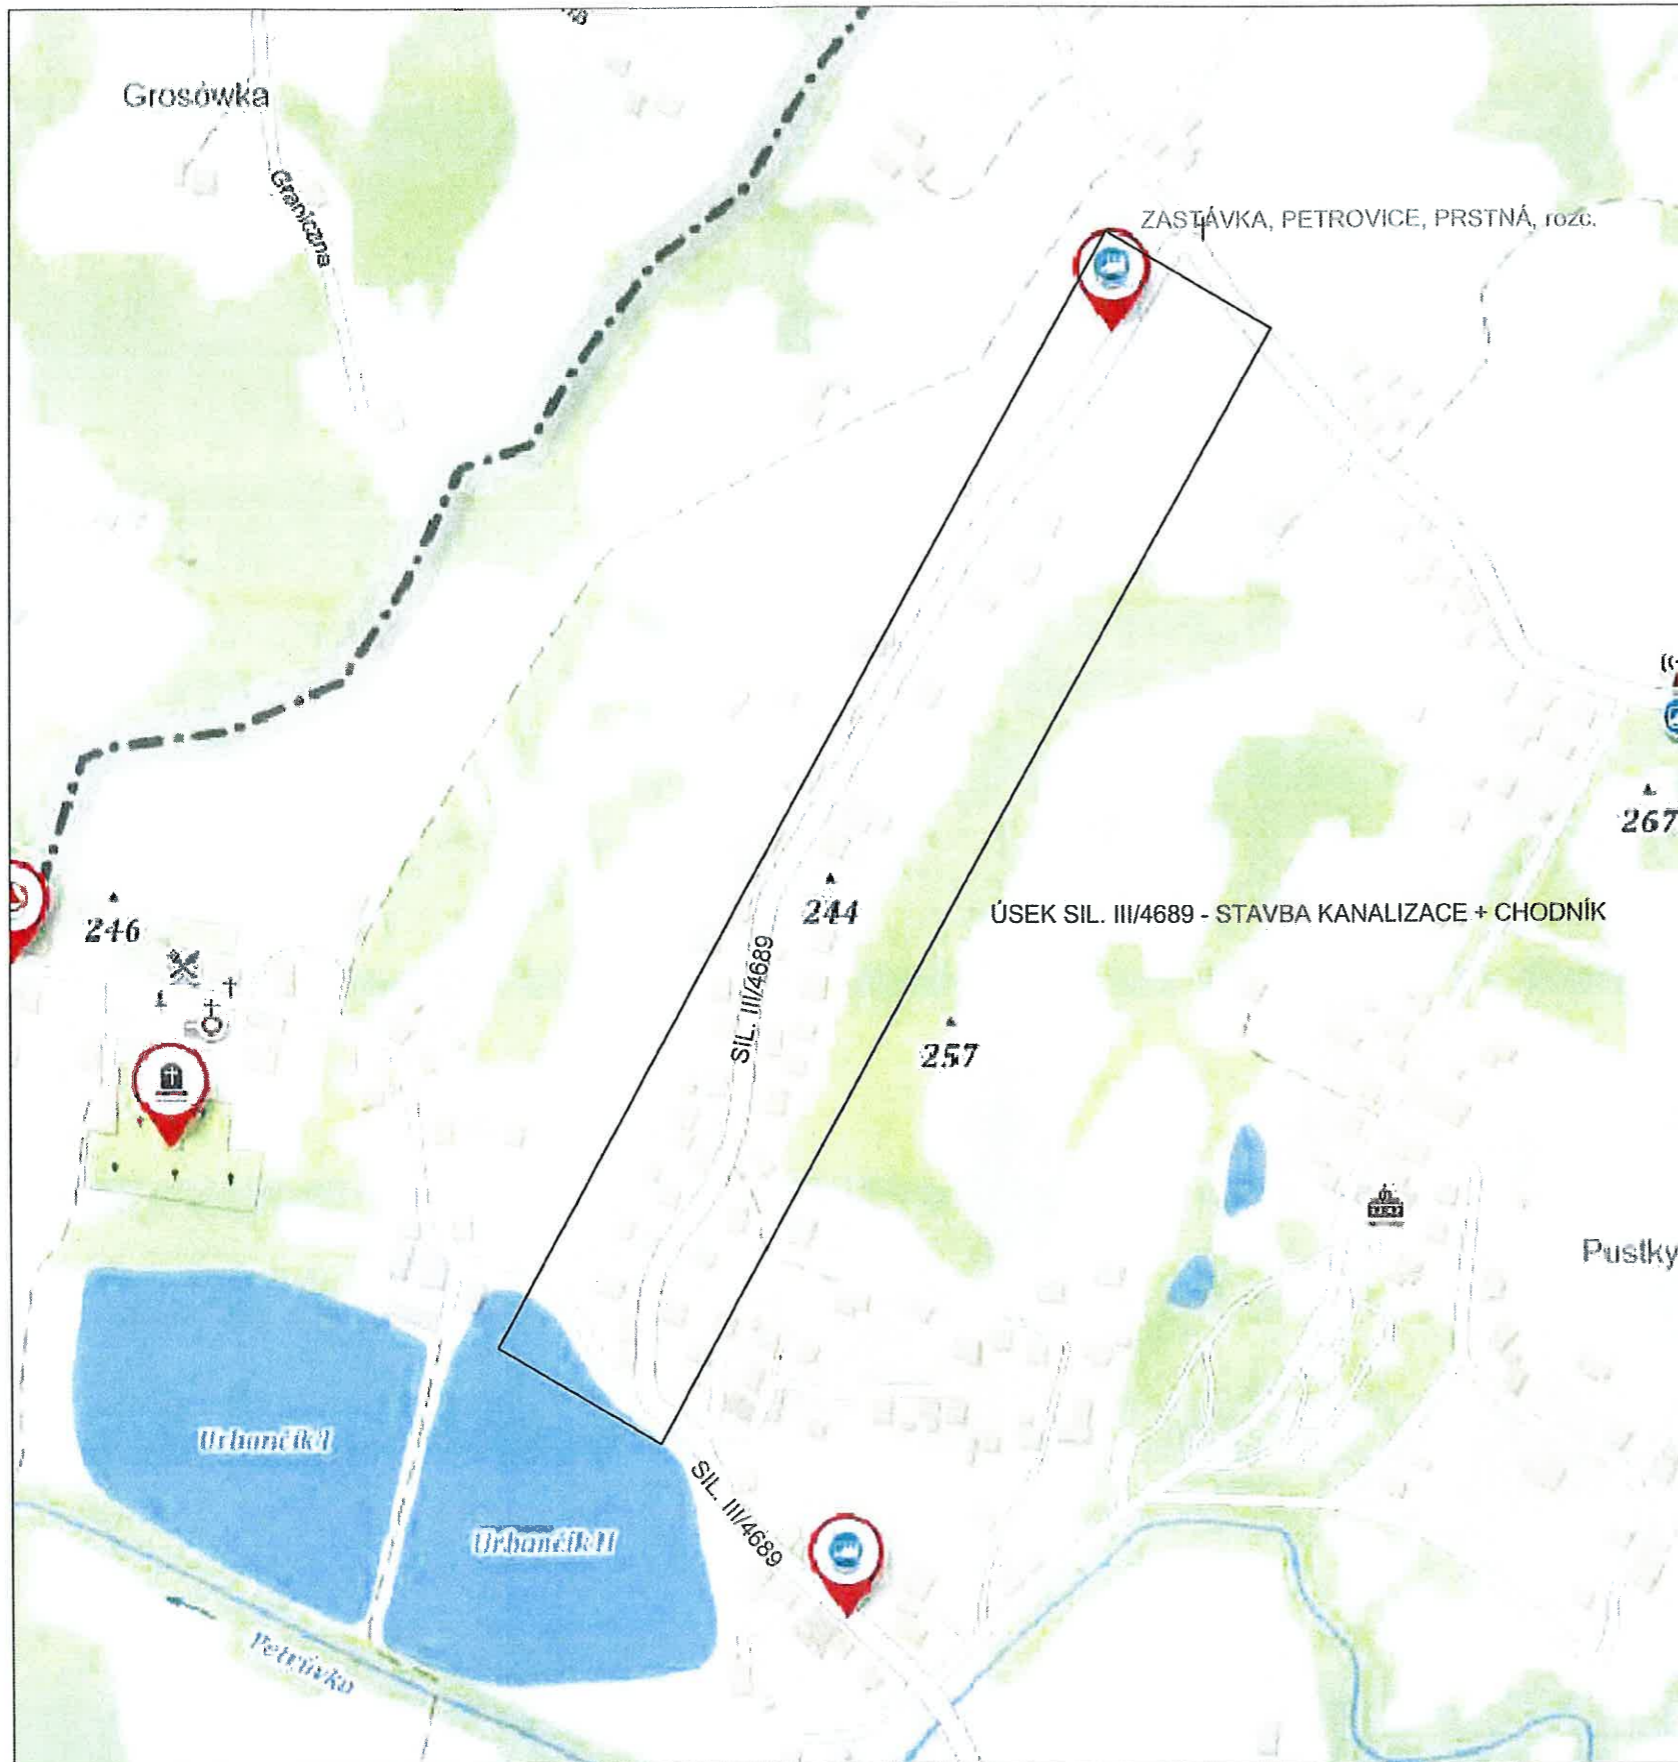 Grosówka
Graniczna
ZASTÁVKA, PETROVICE, PRSTNÁ, rozc.
267
244
ÚSEK SIL. III/4689 - STAVBA KANALIZACE + CHODNÍK
246
SIL. III/4689
257
Pustky
Urbančík I
SIL. III/4689
Urbančík II
Petrůvka